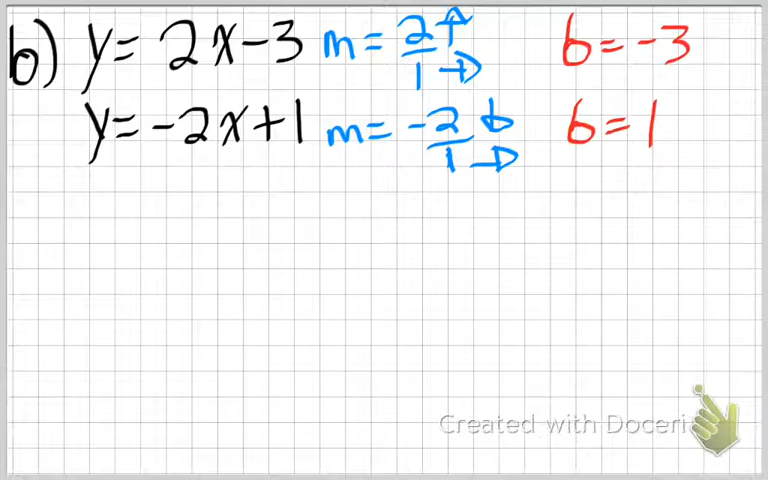 b) y = 2x - 3 m = 2/1 ↑ → b = -3
y = -2x + 1 m = -2/1 ↓ → b = 1
Created with Doceri